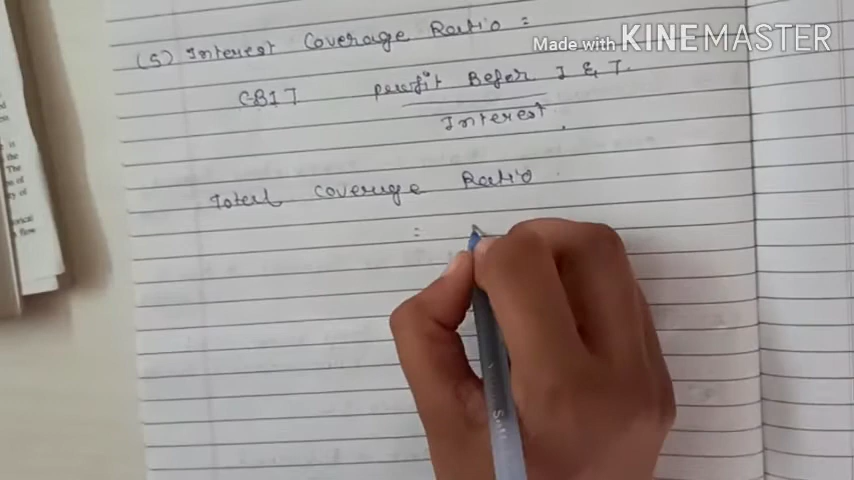 Made with KINEMASTER
(5) Interest Coverage Ratio =
EBIT Profit Befor I & T.
Interest.
Total Coverage Ratio
=